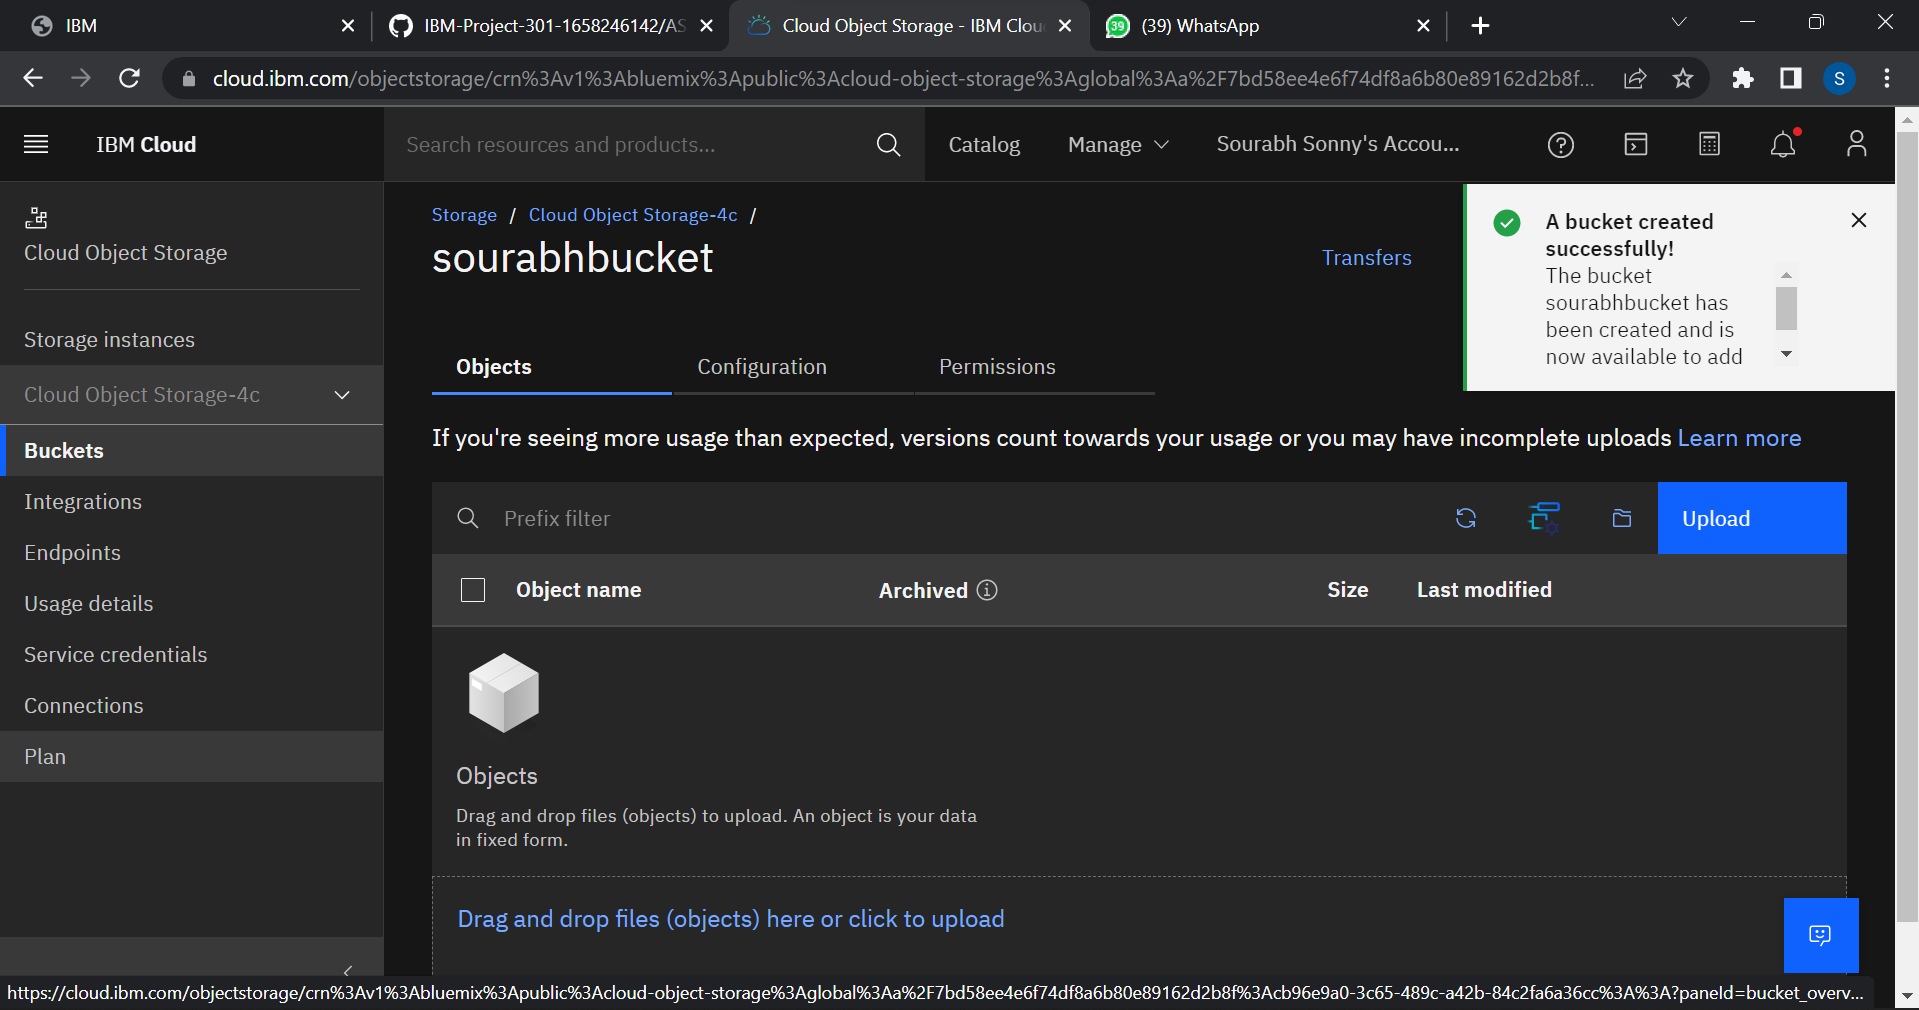 IBM
IBM-Project-301-1658246142/AS
Cloud Object Storage - IBM Clou
39
(39) WhatsApp
cloud.ibm.com/objectstorage/crn%3Av1%3Abluemix%3Apublic%3Acloud-object-storage%3Aglobal%3Aa%2F7bd58ee4e6f74df8a6b80e89162d2b8f...
S
IBM Cloud
Search resources and products...
Catalog
Manage
Sourabh Sonny's Accou...
Cloud Object Storage
Storage instances
Cloud Object Storage-4c
Buckets
Integrations
Endpoints
Usage details
Service credentials
Connections
Plan
Storage / Cloud Object Storage-4c /
sourabhbucket
Transfers
A bucket created
successfully!
The bucket
sourabhbucket has
been created and is
now available to add
Objects
Configuration
Permissions
If you're seeing more usage than expected, versions count towards your usage or you may have incomplete uploads Learn more
Prefix filter
Upload
Object name
Archived
Size
Last modified
Objects
Drag and drop files (objects) to upload. An object is your data
in fixed form.
Drag and drop files (objects) here or click to upload
https://cloud.ibm.com/objectstorage/crn%3Av1%3Abluemix%3Apublic%3Acloud-object-storage%3Aglobal%3Aa%2F7bd58ee4e6f74df8a6b80e89162d2b8f%3Acb96e9a0-3c65-489c-a42b-84c2fa6a36cc%3A%3A?paneId=bucket_overv...